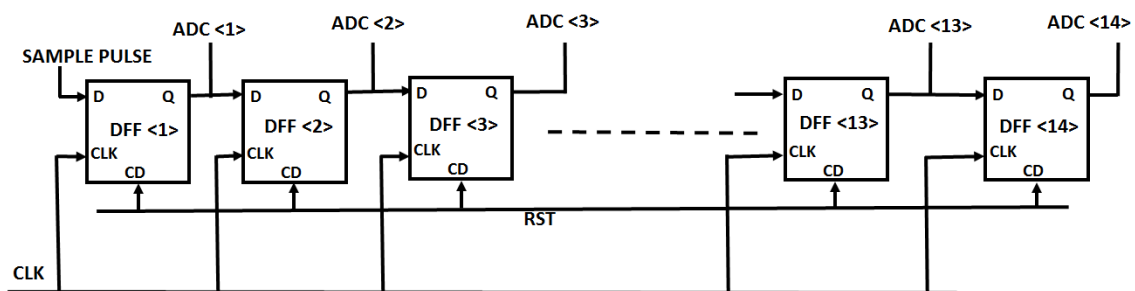 ADC <1>
ADC <2>
ADC <3>
ADC <13>
ADC <14>
SAMPLE PULSE
D Q
DFF <1>
CLK
CD
D Q
DFF <2>
CLK
CD
D Q
DFF <3>
CLK
CD
D Q
DFF <13>
CLK
CD
D Q
DFF <14>
CLK
CD
RST
CLK